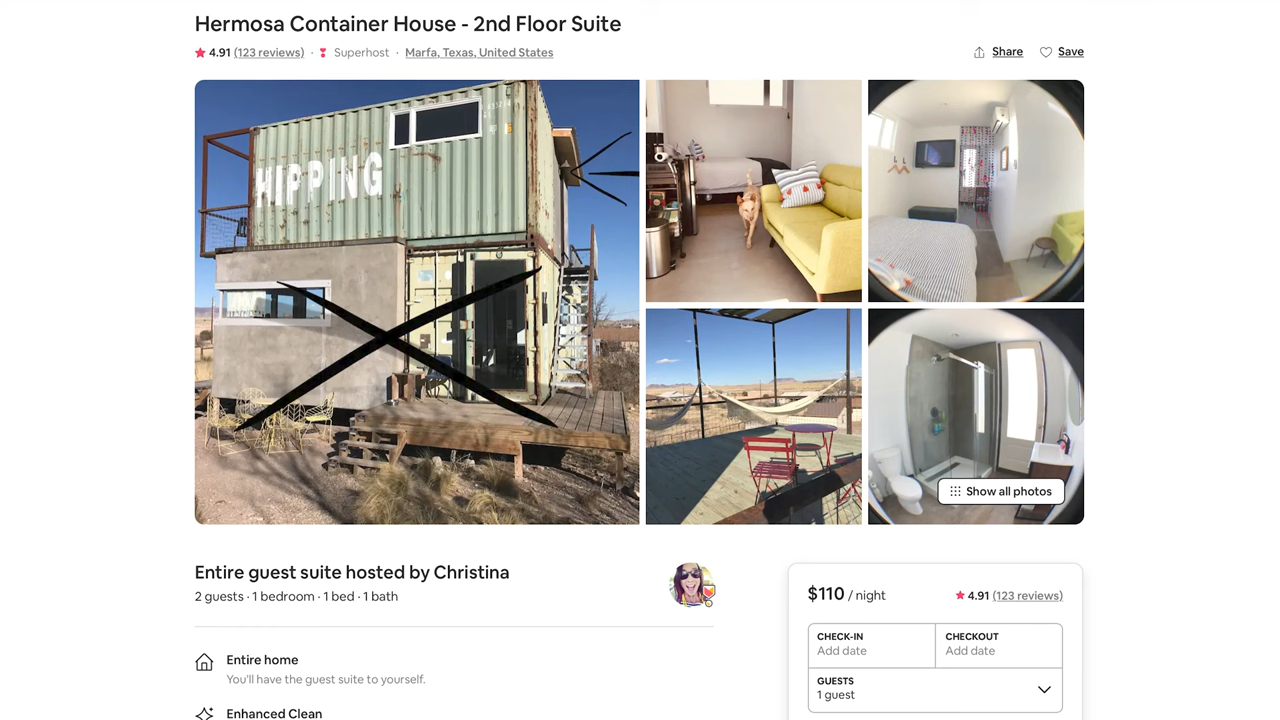 Hermosa Container House - 2nd Floor Suite
4.91 (123 reviews) · Superhost · Marfa, Texas, United States
Share
Save
HIPPING
Show all photos
Entire guest suite hosted by Christina
2 guests · 1 bedroom · 1 bed · 1 bath
$110 / night
4.91 (123 reviews)
CHECK-IN
Add date
CHECKOUT
Add date
GUESTS
1 guest
Entire home
You'll have the guest suite to yourself.
Enhanced Clean